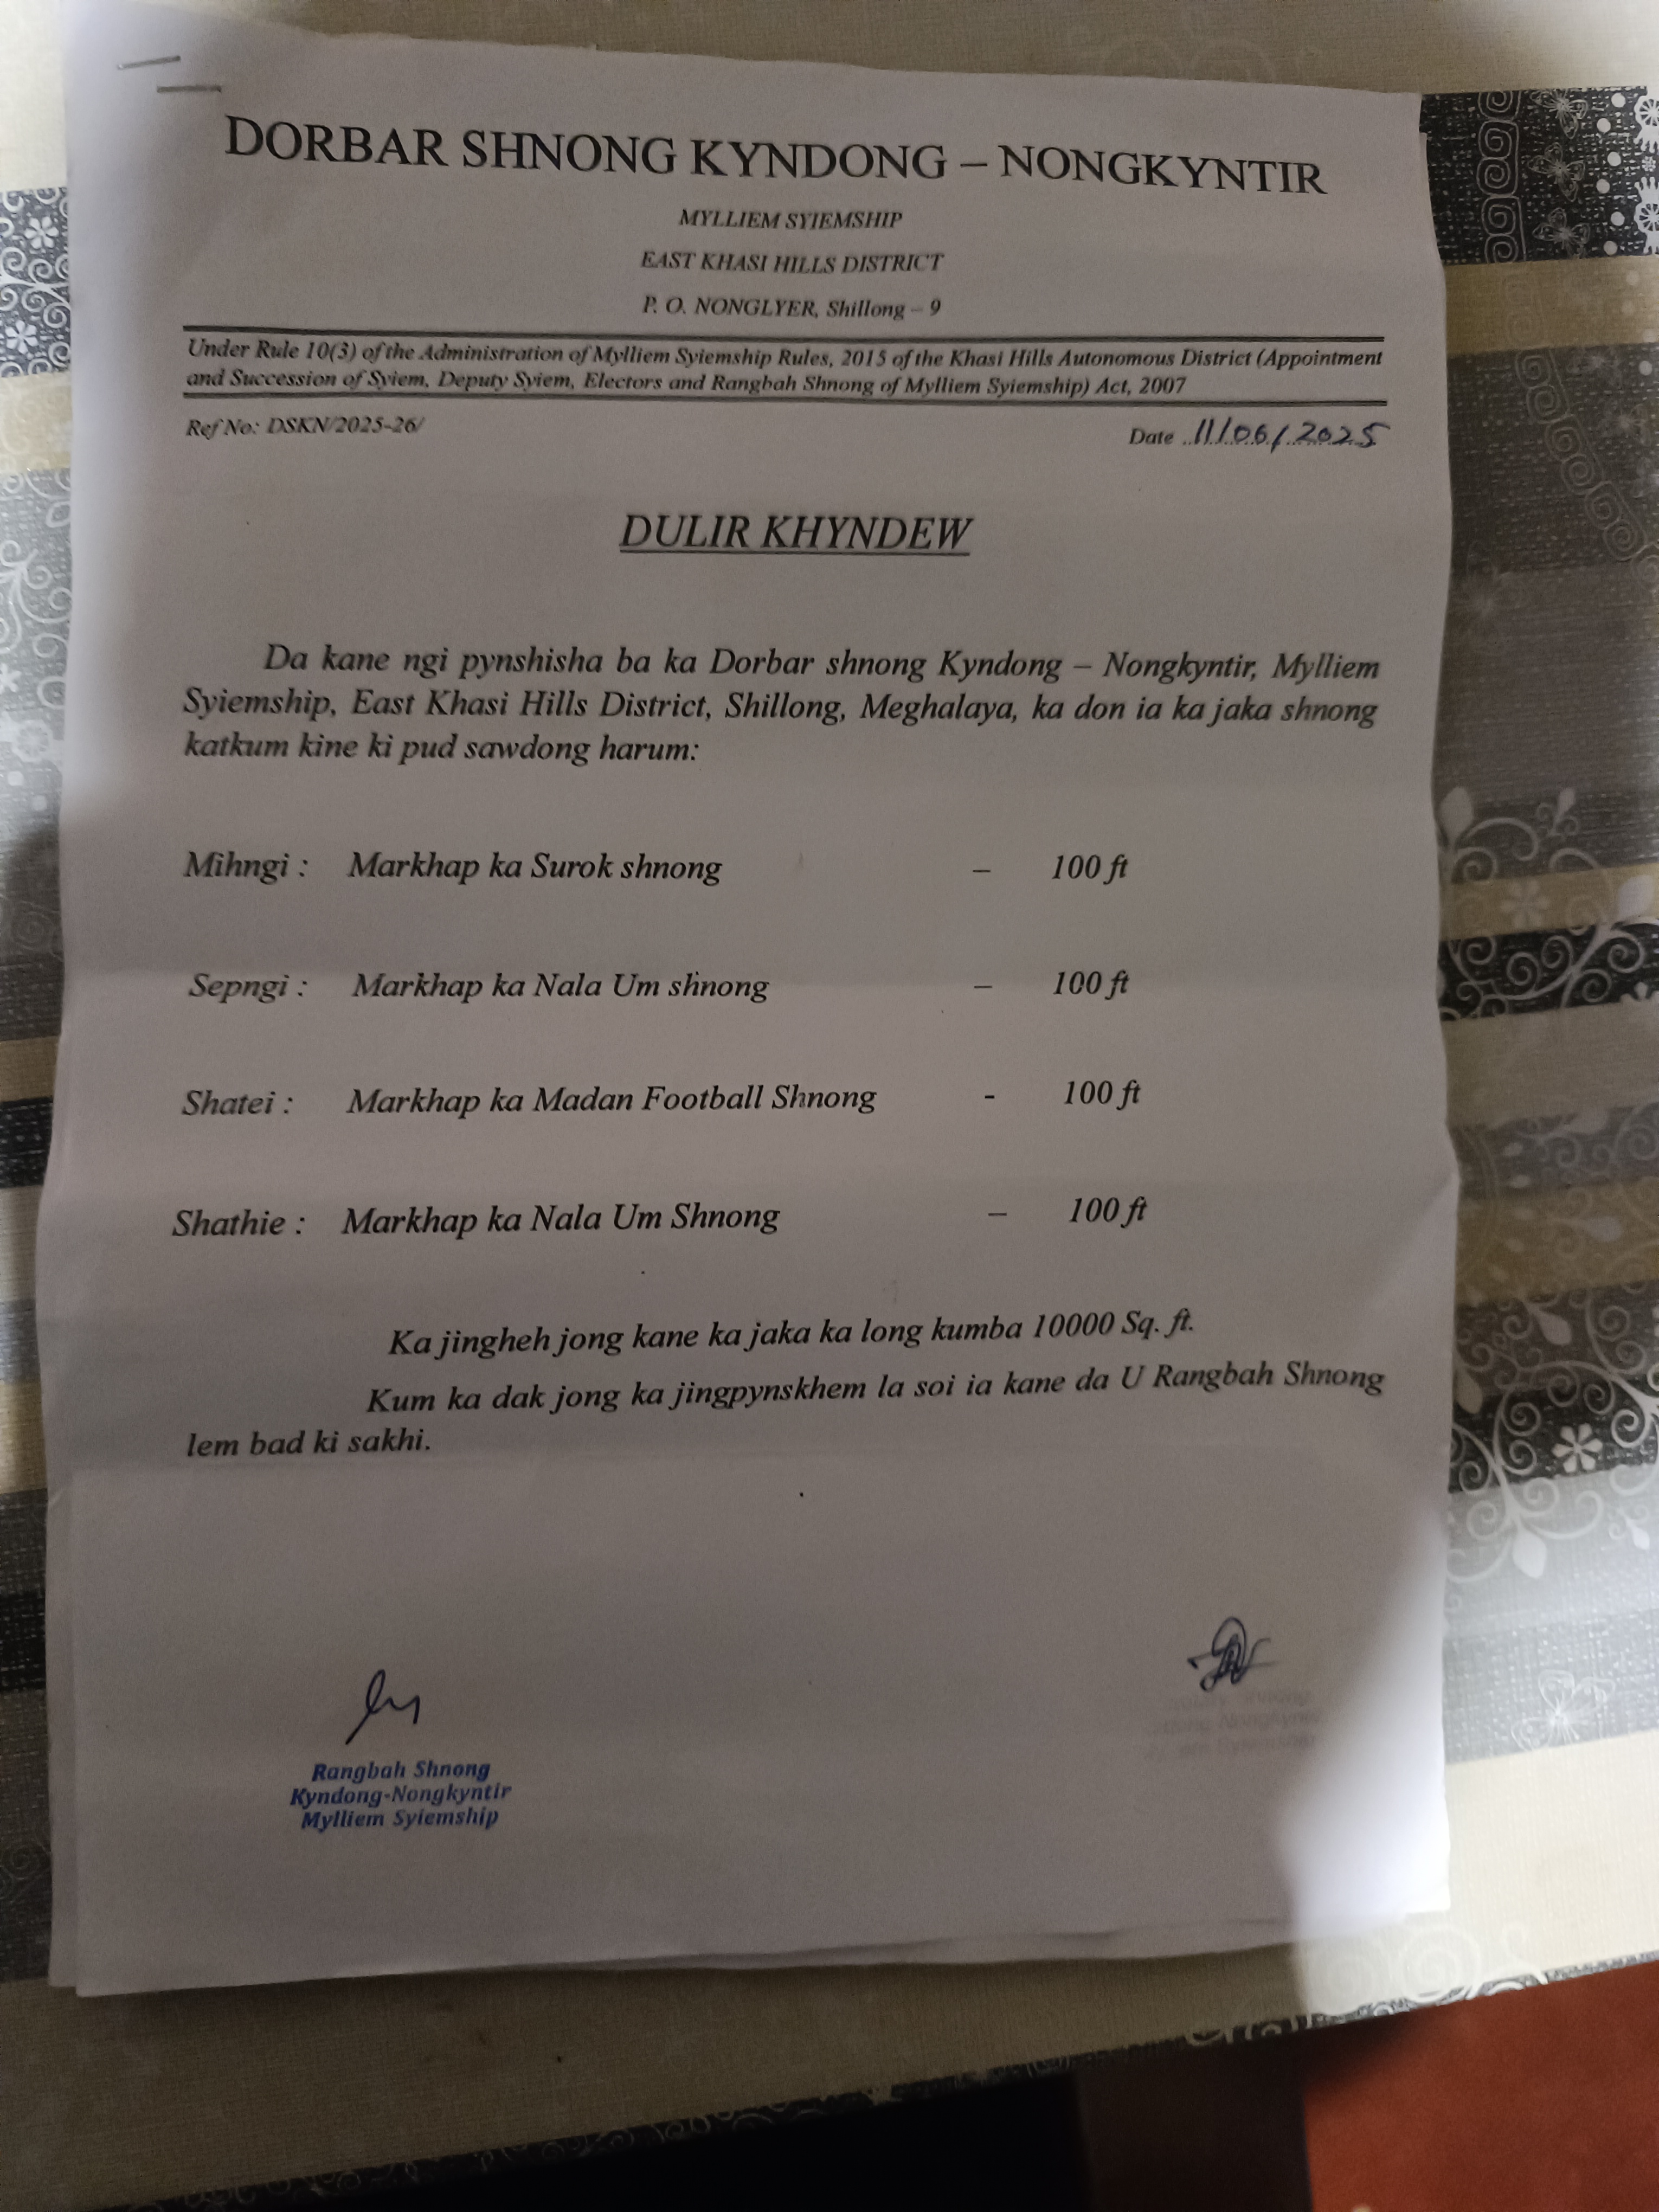 DORBAR SHNONG KYNDONG – NONGKYNTIR
MYLLIEM SYIEMSHIP
EAST KHASI HILLS DISTRICT
P. O. NONGLYER, Shillong – 9
Under Rule 10(3) of the Administration of Mylliem Syiemship Rules, 2015 of the Khasi Hills Autonomous District (Appointment
and Succession of Syiem, Deputy Syiem, Electors and Rangbah Shnong of Mylliem Syiemship) Act, 2007
Ref No: DSKN/2025-26/ Date 11/06/2025
DULIR KHYNDEW
Da kane ngi pynshisha ba ka Dorbar shnong Kyndong – Nongkyntir, Mylliem
Syiemship, East Khasi Hills District, Shillong, Meghalaya, ka don ia ka jaka shnong
katkum kine ki pud sawdong harum:
Mihngi : Markhap ka Surok shnong – 100 ft
Sepngi : Markhap ka Nala Um shnong – 100 ft
Shatei : Markhap ka Madan Football Shnong - 100 ft
Shathie : Markhap ka Nala Um Shnong – 100 ft
Ka jingheh jong kane ka jaka ka long kumba 10000 Sq. ft.
Kum ka dak jong ka jingpynskhem la soi ia kane da U Rangbah Shnong
lem bad ki sakhi.
Rangbah Shnong
Kyndong-Nongkyntir
Mylliem Syiemship